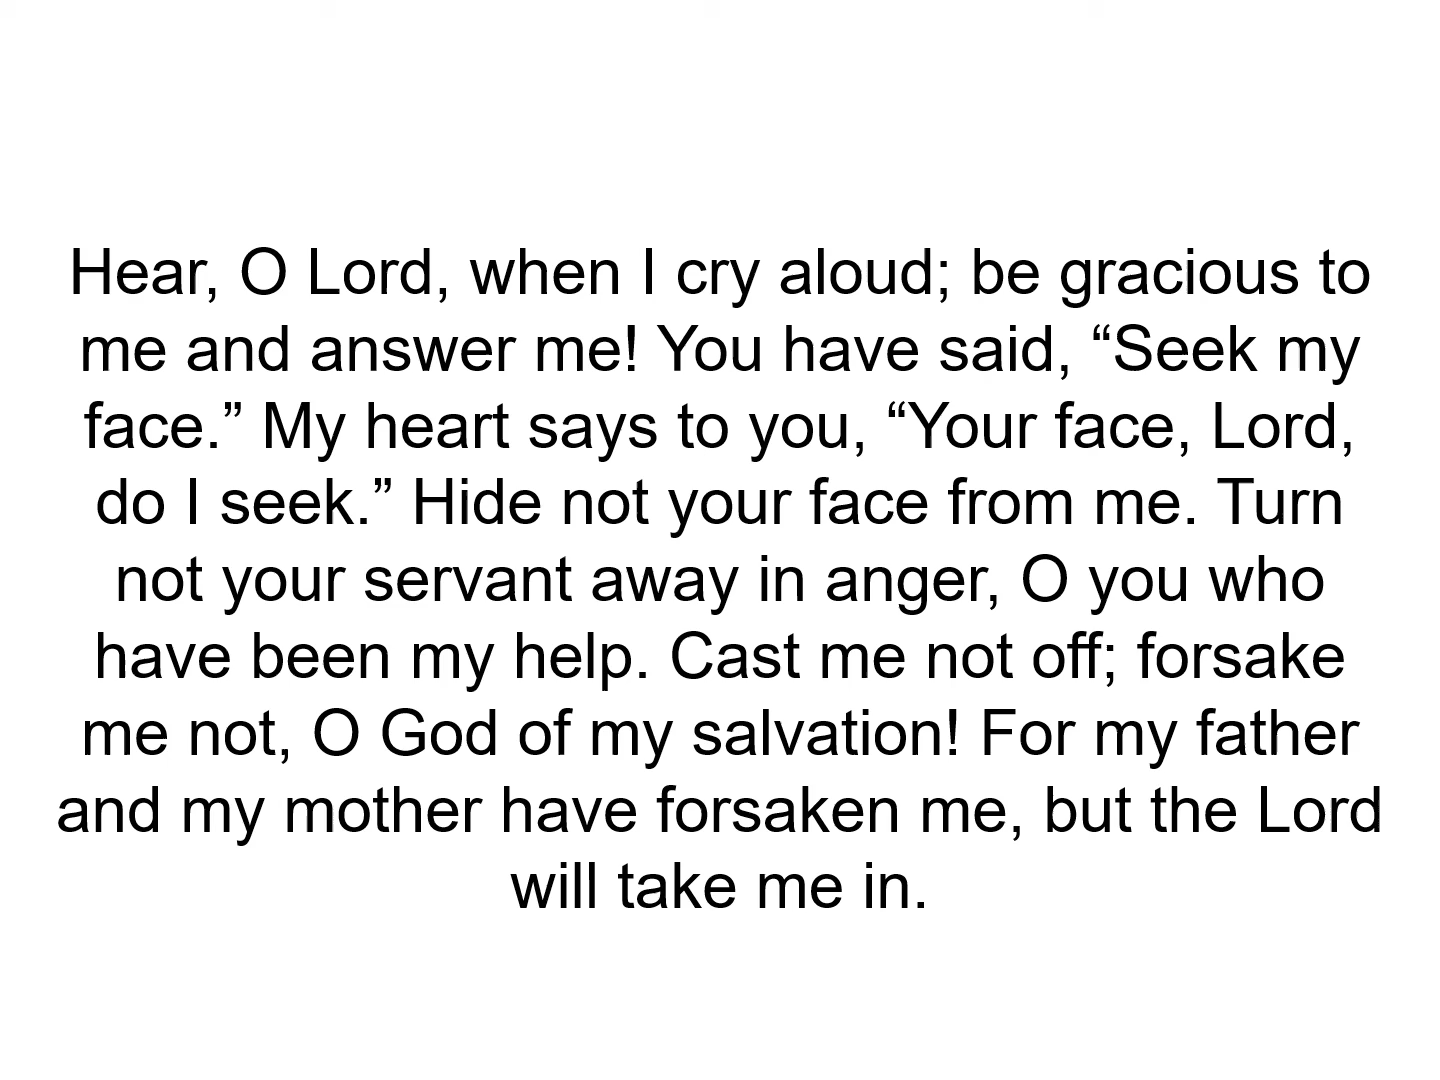 Hear, O Lord, when I cry aloud; be gracious to
me and answer me! You have said, “Seek my
face.” My heart says to you, “Your face, Lord,
do I seek.” Hide not your face from me. Turn
not your servant away in anger, O you who
have been my help. Cast me not off; forsake
me not, O God of my salvation! For my father
and my mother have forsaken me, but the Lord
will take me in.